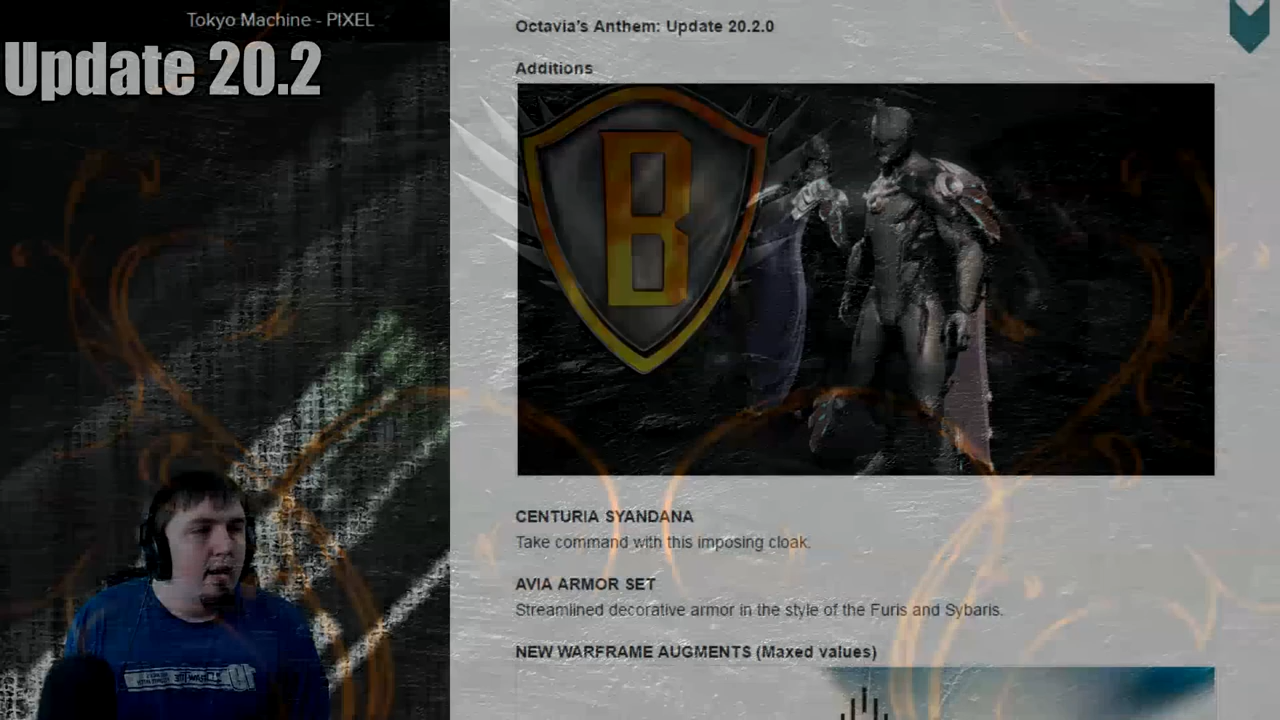 Tokyo Machine - PIXEL
Update 20.2
Octavia's Anthem: Update 20.2.0
Additions
B
CENTURIA SYANDANA
Take command with this imposing cloak.
AVIA ARMOR SET
Streamlined decorative armor in the style of the Furis and Sybaris.
NEW WARFRAME AUGMENTS (Maxed values)